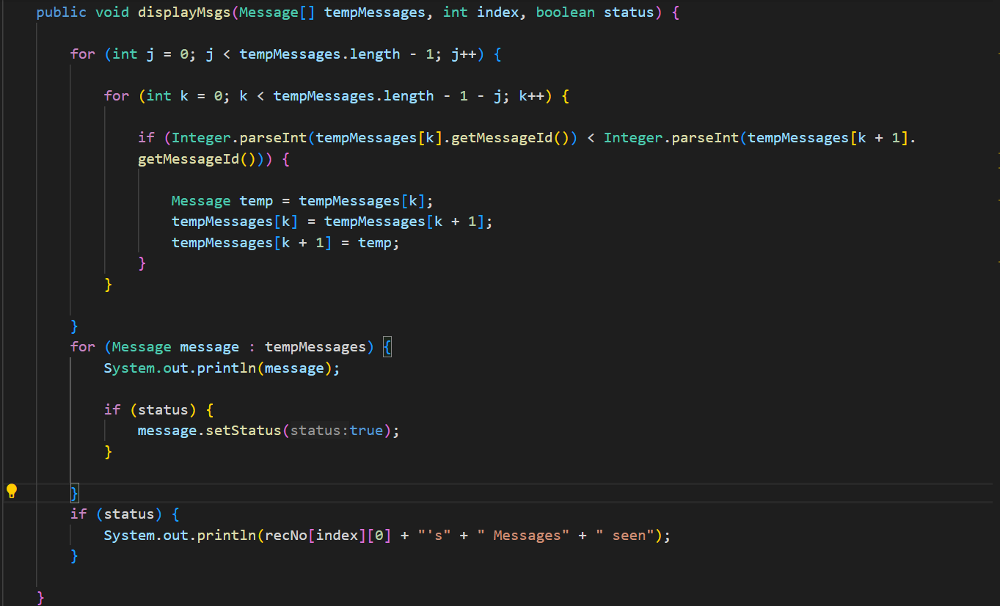 public void displayMsgs(Message[] tempMessages, int index, boolean status) {
for (int j = 0; j < tempMessages.length - 1; j++) {
for (int k = 0; k < tempMessages.length - 1 - j; k++) {
if (Integer.parseInt(tempMessages[k].getMessageId()) < Integer.parseInt(tempMessages[k + 1].
getMessageId())) {
Message temp = tempMessages[k];
tempMessages[k] = tempMessages[k + 1];
tempMessages[k + 1] = temp;
}
}
}
for (Message message : tempMessages) {
System.out.println(message);
if (status) {
message.setStatus(status:true);
}
}
if (status) {
System.out.println(recNo[index][0] + "'s" + " Messages" + " seen");
}
}